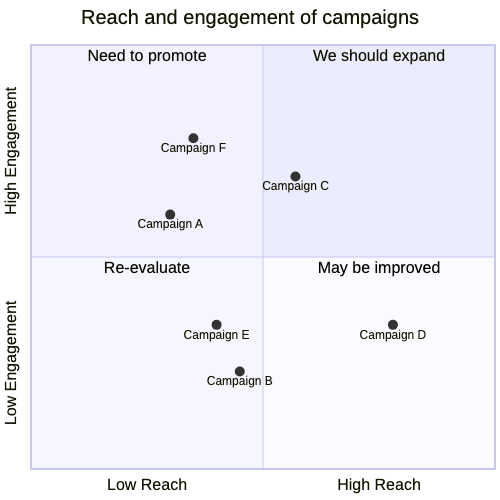 Reach and engagement of campaigns
Need to promote
We should expand
High Engagement
Campaign F
Campaign C
Campaign A
Re-evaluate
May be improved
Low Engagement
Campaign E
Campaign D
Campaign B
Low Reach
High Reach